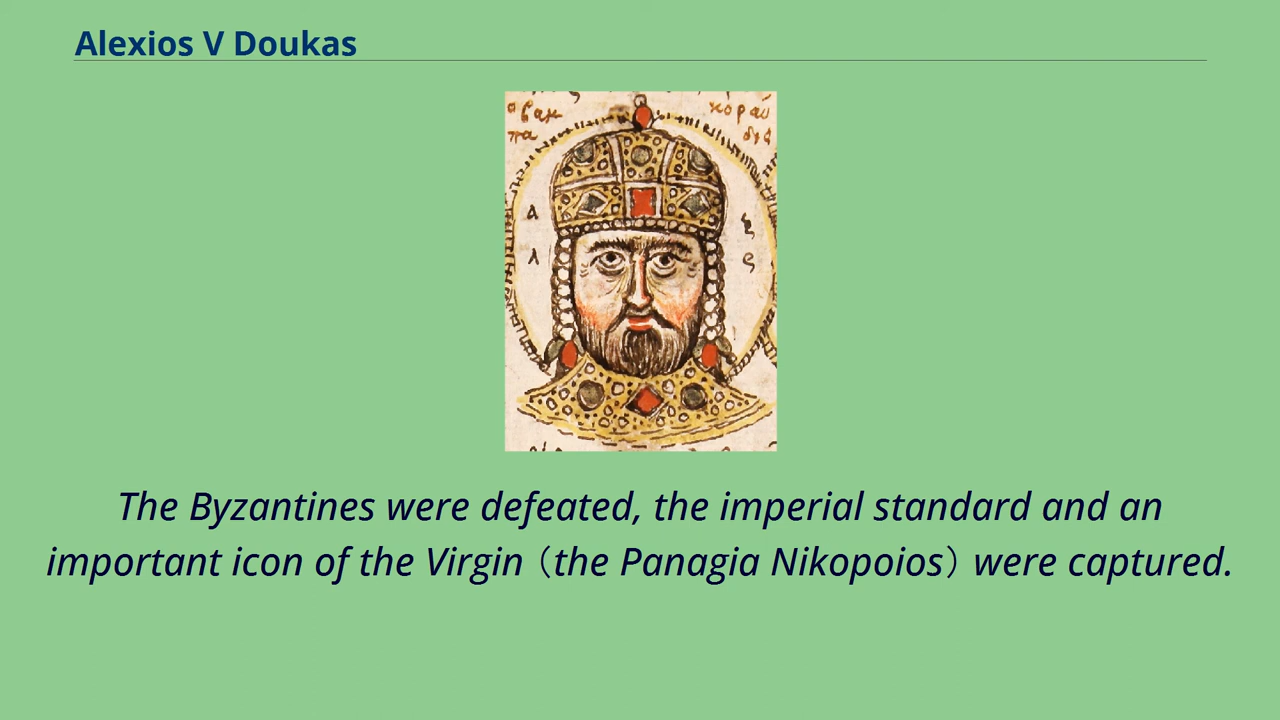 Alexios V Doukas
α
λ
The Byzantines were defeated, the imperial standard and an
important icon of the Virgin（the Panagia Nikopoios）were captured.